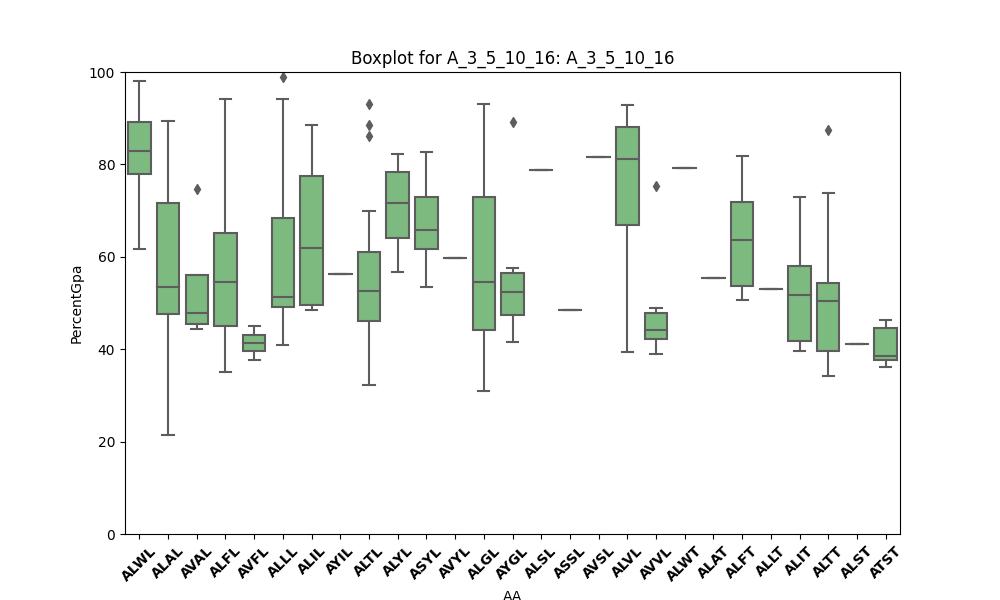 Boxplot for A_3_5_10_16: A_3_5_10_16
100
80
60
40
20
0
PercentGpa
ALWL ALAL AVAL ALFL AVFL ALLL ALIL AYIL ALTL ALYL ASYL AVYL ALGL AYGL ALSL ASSL AVSL ALVL AVVL ALWT ALAT ALFT ALLT ALIT ALTT ALST ATST
AA